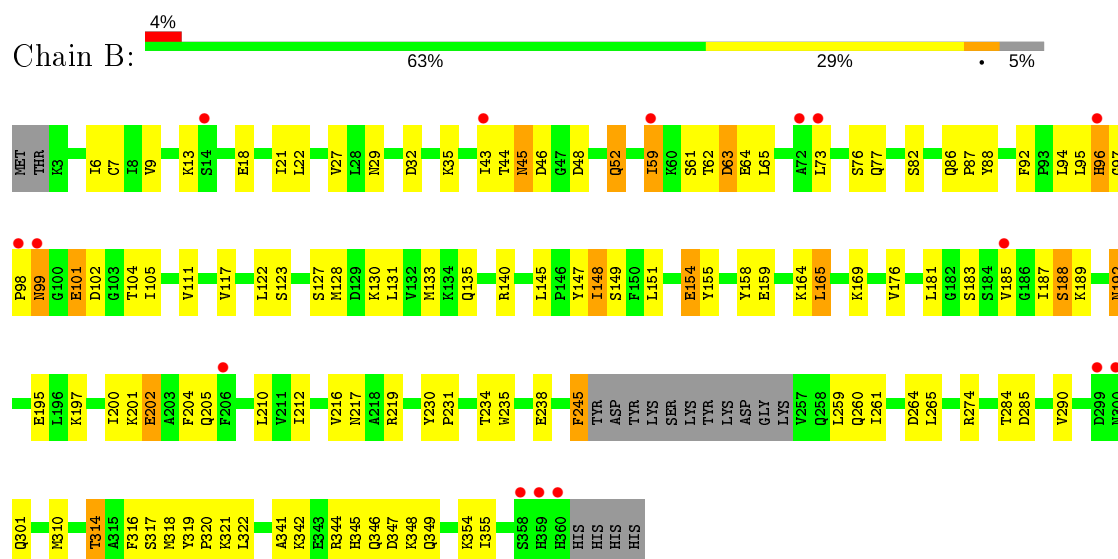 4%
Chain B:
63% 29% • 5%
MET THR K3 I6 C7 I8 V9 K13 S14 E18 I21 L22 V27 L28 N29 D32 K35 I43 T44 N45 D46 G47 D48 Q52 I59 K60 S61 T62 D63 E64 L65 A72 L73 S76 Q77 S82 Q86 P87 Y88 F92 P93 L94 L95 H96 G97
P98 N99 G100 E101 D102 G103 T104 I105 V111 V117 L122 S123 S127 M128 D129 K130 L131 V132 M133 K134 Q135 R140 L145 P146 Y147 I148 S149 F150 L151 E154 Y155 Y158 E159 K164 L165 K169 V176 L181 G182 S183 S184 V185 G186 I187 S188 K189 N192
E195 L196 K197 I200 K201 E202 A203 F204 Q205 F206 L210 V211 I212 V216 N217 A218 R219 Y230 P231 T234 W235 E238 F245 TYR ASP TYR LYS SER LYS TYR LYS ASP GLY LYS V257 Q258 L259 Q260 I261 D264 L265 R274 T284 D285 V290 D299 N300
Q301 M310 T314 A315 F316 S317 M318 Y319 P320 K321 L322 A341 K342 E343 R344 H345 Q346 D347 K348 Q349 K354 I355 S358 H359 H360 HIS HIS HIS HIS